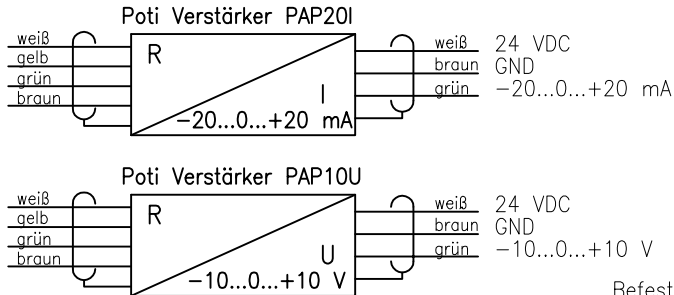 Poti Verstärker PAP20I
weiß
gelb
grün
braun
R
I
-20...0...+20 mA
weiß 24 VDC
braun GND
grün -20...0...+20 mA
Poti Verstärker PAP10U
weiß
gelb
grün
braun
R
U
-10...0...+10 V
weiß 24 VDC
braun GND
grün -10...0...+10 V